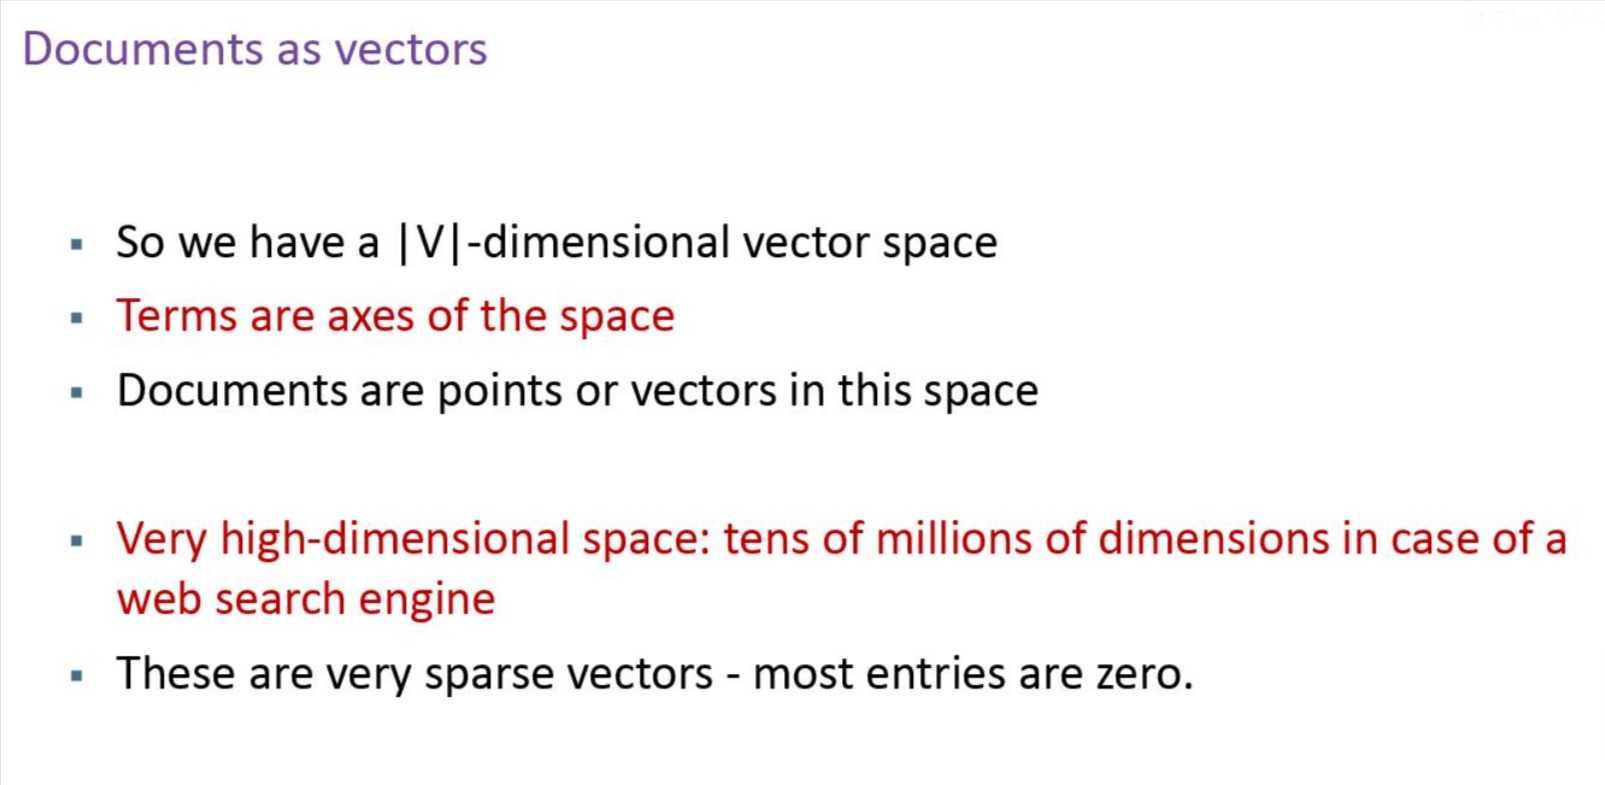 Documents as vectors
▪ So we have a |V|-dimensional vector space
▪ Terms are axes of the space
▪ Documents are points or vectors in this space
▪ Very high-dimensional space: tens of millions of dimensions in case of a
web search engine
▪ These are very sparse vectors - most entries are zero.